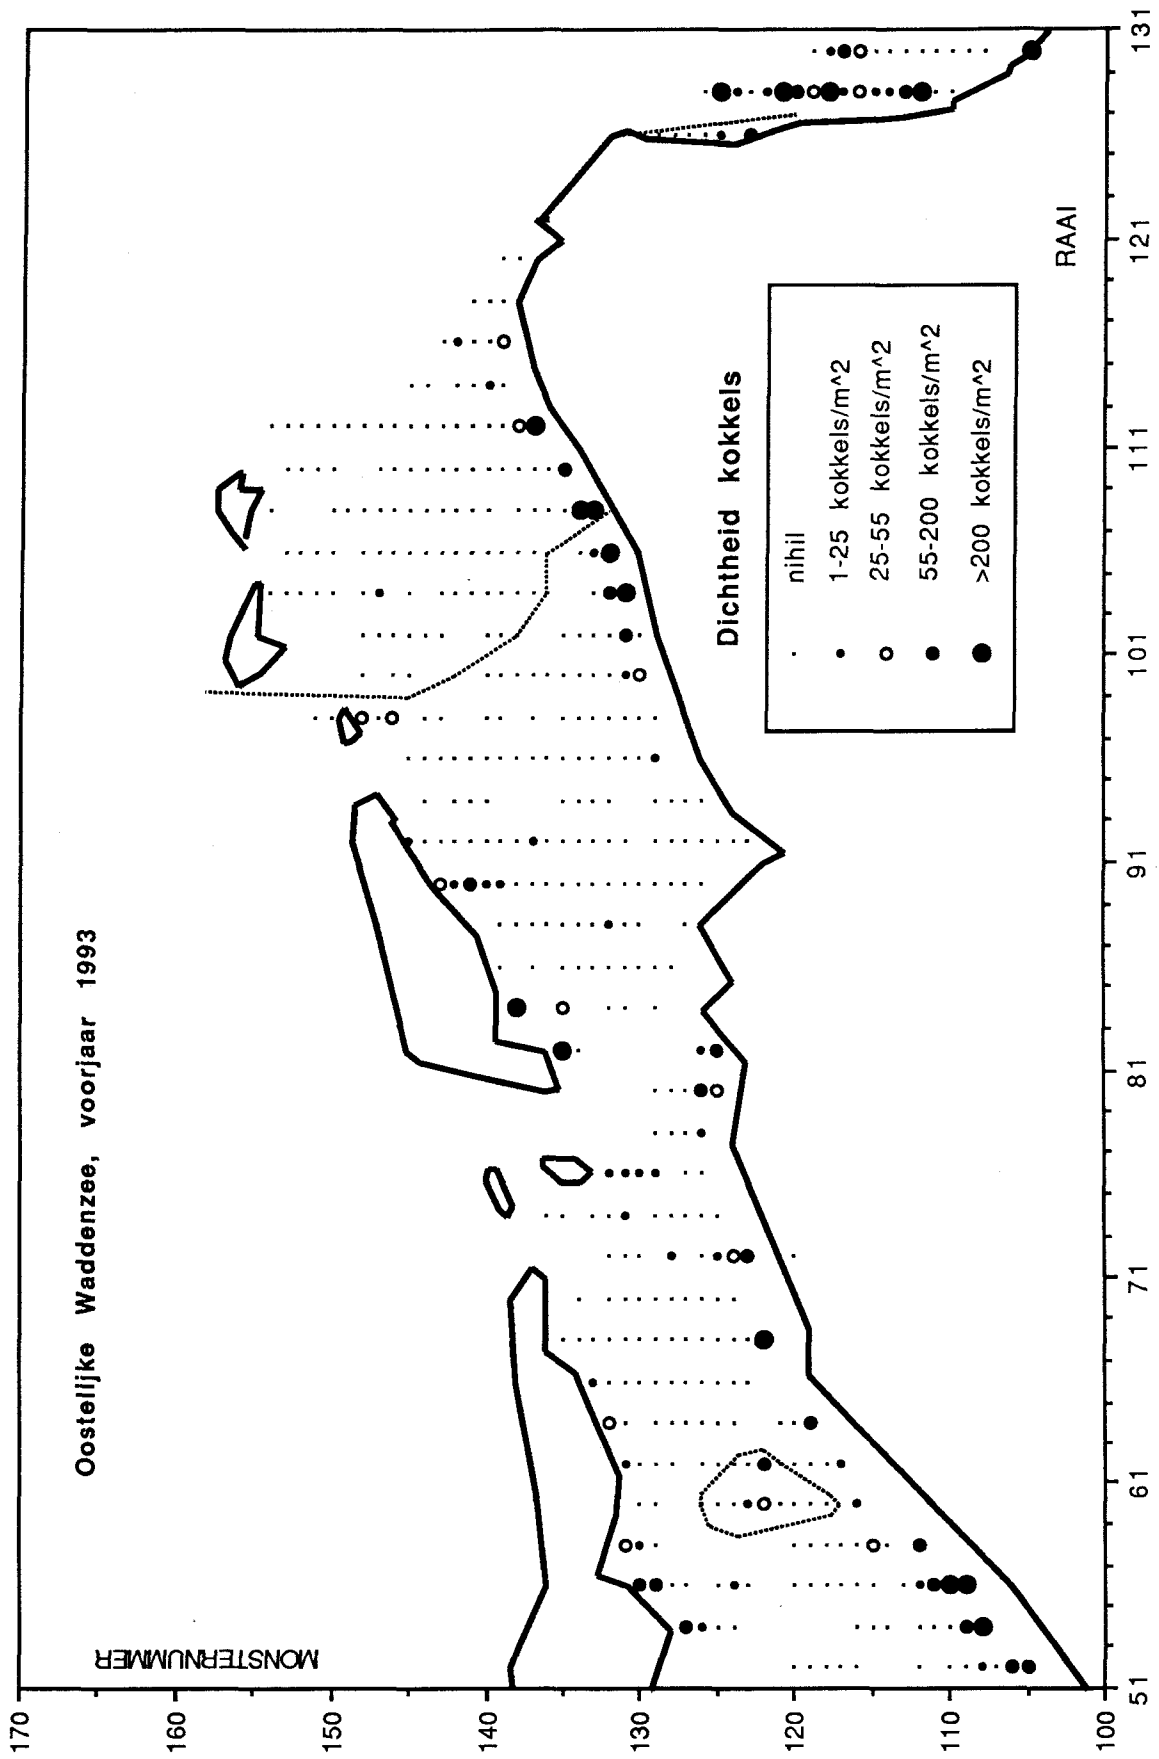 Oostelijke Waddenzee, voorjaar 1993
MONSTERNUMMER
170
160
150
140
130
120
110
100
51
61
71
81
91
101
111
121
131
RAAI
Dichtheid kokkels
nihil
1-25 kokkels/m^2
25-55 kokkels/m^2
55-200 kokkels/m^2
>200 kokkels/m^2